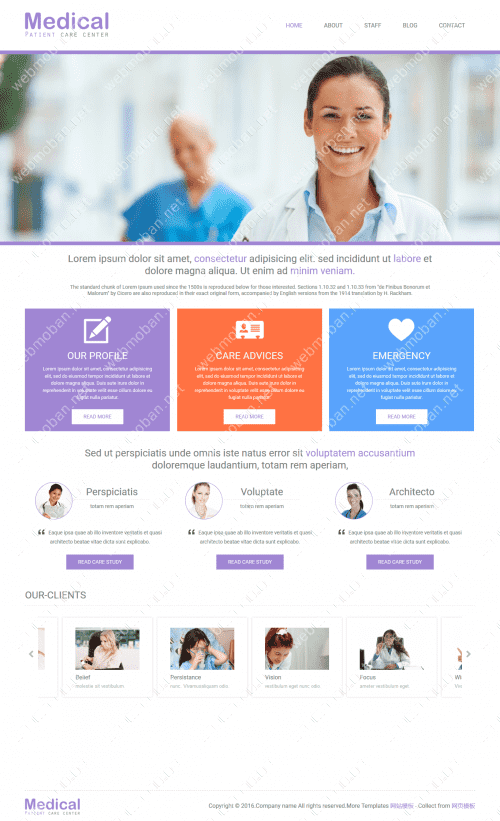 Medical
PATIENT CARE CENTER
HOME ABOUT STAFF BLOG CONTACT
Lorem ipsum dolor sit amet, consectetur adipisicing elit. sed incididunt ut labore et
dolore magna aliqua. Ut enim ad minim veniam.
The standard chunk of Lorem Ipsum used since the 1500s is reproduced below for those interested. Sections 1.10.32 and 1.10.33 from "de Finibus Bonorum et
Malorum" by Cicero are also reproduced in their exact original form, accompanied by English versions from the 1914 translation by H. Rackham.
OUR PROFILE
Lorem ipsum dolor sit amet, consectetur adipisicing
elit, sed do eiusmod tempor incididunt ut labore et
dolore magna aliqua. Duis aute irure dolor in
reprehenderit in voluptate velit esse cillum dolore eu
fugiat nulla pariatur.
READ MORE
CARE ADVICES
Lorem ipsum dolor sit amet, consectetur adipisicing
elit, sed do eiusmod tempor incididunt ut labore et
dolore magna aliqua. Duis aute irure dolor in
reprehenderit in voluptate velit esse cillum dolore eu
fugiat nulla pariatur.
READ MORE
EMERGENCY
Lorem ipsum dolor sit amet, consectetur adipisicing
elit, sed do eiusmod tempor incididunt ut labore et
dolore magna aliqua. Duis aute irure dolor in
reprehenderit in voluptate velit esse cillum dolore eu
fugiat nulla pariatur.
READ MORE
Sed ut perspiciatis unde omnis iste natus error sit voluptatem accusantium
doloremque laudantium, totam rem aperiam,
Perspiciatis
totam rem aperiam
“ Eaque ipsa quae ab illo inventore veritatis et quasi
architecto beatae vitae dicta sunt explicabo.
READ CARE STUDY
Voluptate
totam rem aperiam
“ Eaque ipsa quae ab illo inventore veritatis et quasi
architecto beatae vitae dicta sunt explicabo.
READ CARE STUDY
Architecto
totam rem aperiam
“ Eaque ipsa quae ab illo inventore veritatis et quasi
architecto beatae vitae dicta sunt explicabo.
READ CARE STUDY
OUR-CLIENTS
Belief
molestie sit vestibulum
Persistance
nunc. Vivamus
Vision
vestibulum eget nunc odio
Focus
vestibulum eget
Wi
Medical
PATIENT CARE CENTER
Copyright © 2016.Company name All rights reserved.More Templates 网站模板 - Collect from 网页模板
webmoban.net